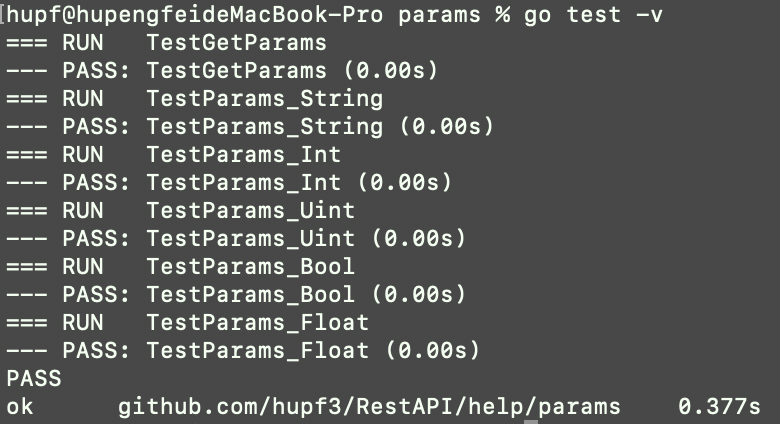 [hupf@hupengfeideMacBook-Pro params % go test -v
=== RUN   TestGetParams
--- PASS: TestGetParams (0.00s)
=== RUN   TestParams_String
--- PASS: TestParams_String (0.00s)
=== RUN   TestParams_Int
--- PASS: TestParams_Int (0.00s)
=== RUN   TestParams_Uint
--- PASS: TestParams_Uint (0.00s)
=== RUN   TestParams_Bool
--- PASS: TestParams_Bool (0.00s)
=== RUN   TestParams_Float
--- PASS: TestParams_Float (0.00s)
PASS
ok      github.com/hupf3/RestAPI/help/params    0.377s